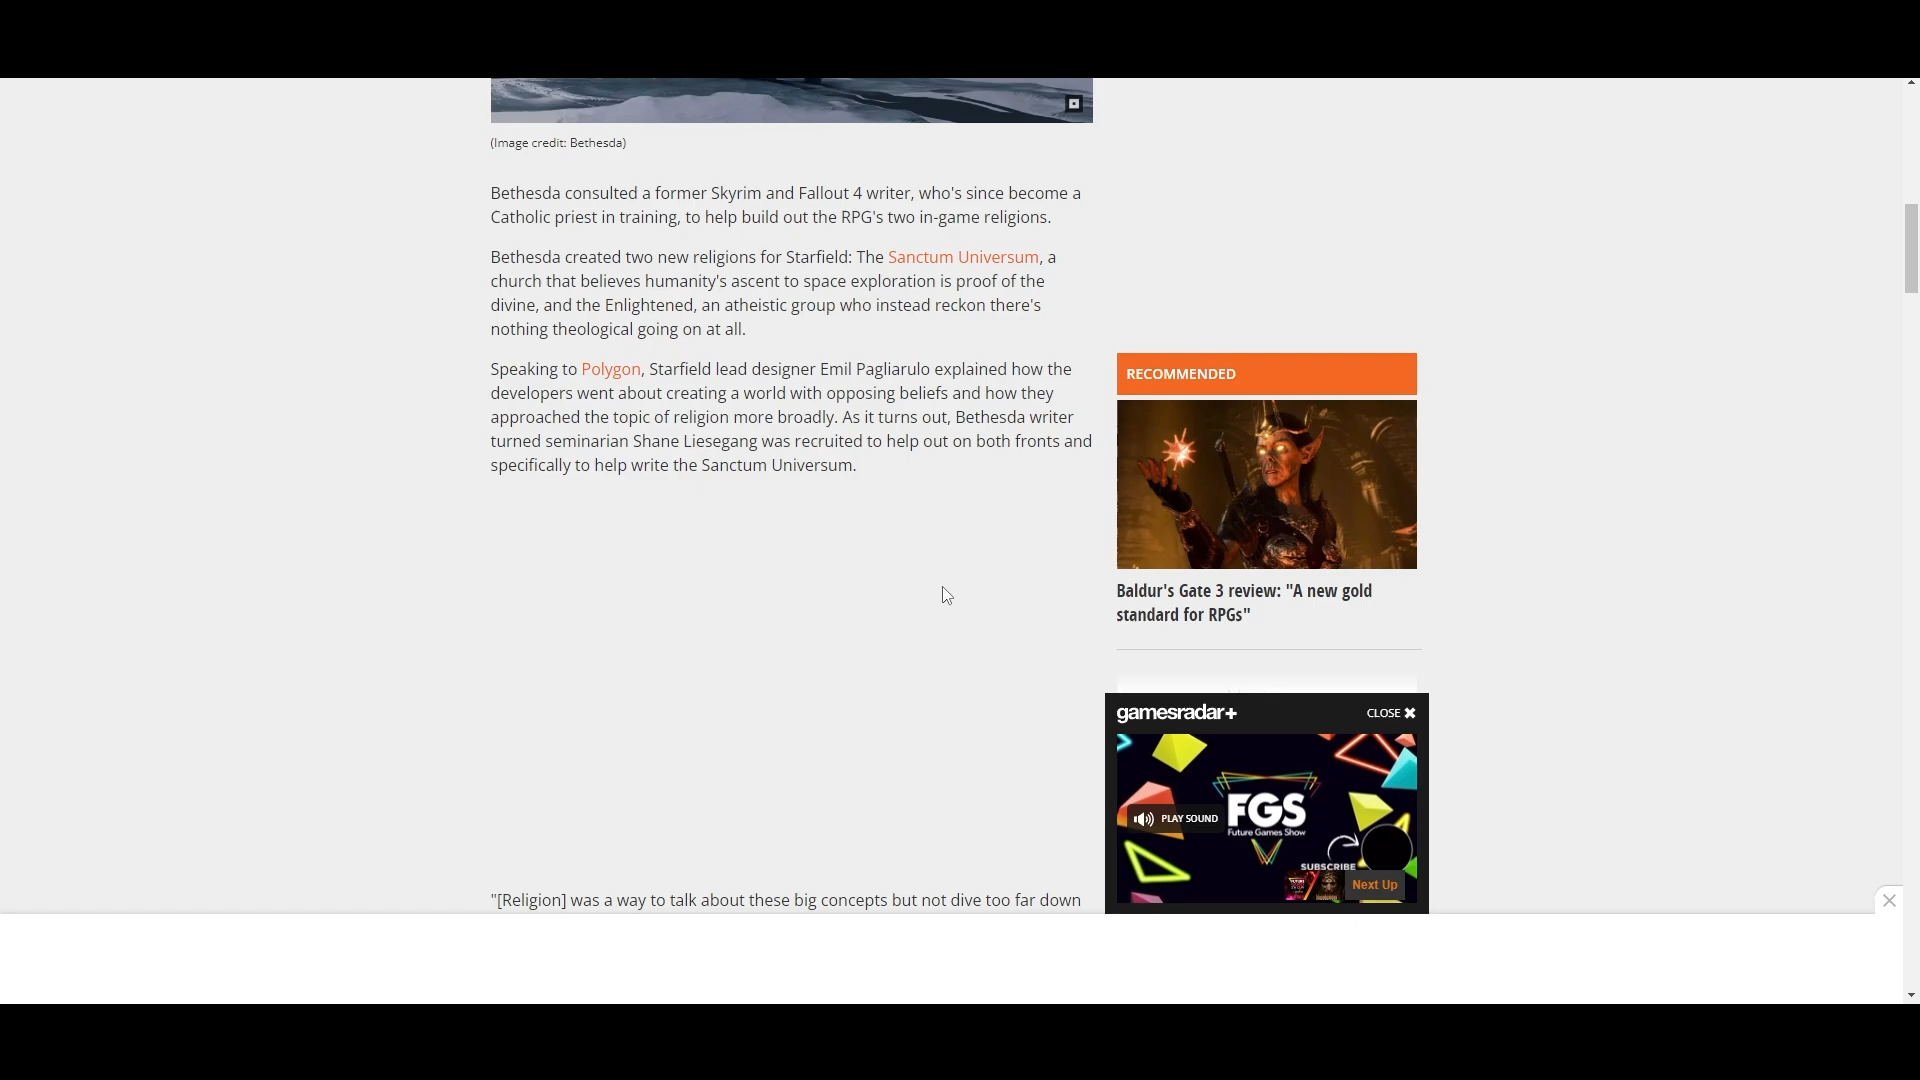 (Image credit: Bethesda)
Bethesda consulted a former Skyrim and Fallout 4 writer, who's since become a
Catholic priest in training, to help build out the RPG's two in-game religions.
Bethesda created two new religions for Starfield: The Sanctum Universum, a
church that believes humanity's ascent to space exploration is proof of the
divine, and the Enlightened, an atheistic group who instead reckon there's
nothing theological going on at all.
Speaking to Polygon, Starfield lead designer Emil Pagliarulo explained how the
developers went about creating a world with opposing beliefs and how they
approached the topic of religion more broadly. As it turns out, Bethesda writer
turned seminarian Shane Liesegang was recruited to help out on both fronts and
specifically to help write the Sanctum Universum.
"[Religion] was a way to talk about these big concepts but not dive too far down
RECOMMENDED
Baldur's Gate 3 review: "A new gold
standard for RPGs"
gamesradar+
CLOSE
FGS
Future Games Show
PLAY SOUND
SUBSCRIBE
Next Up